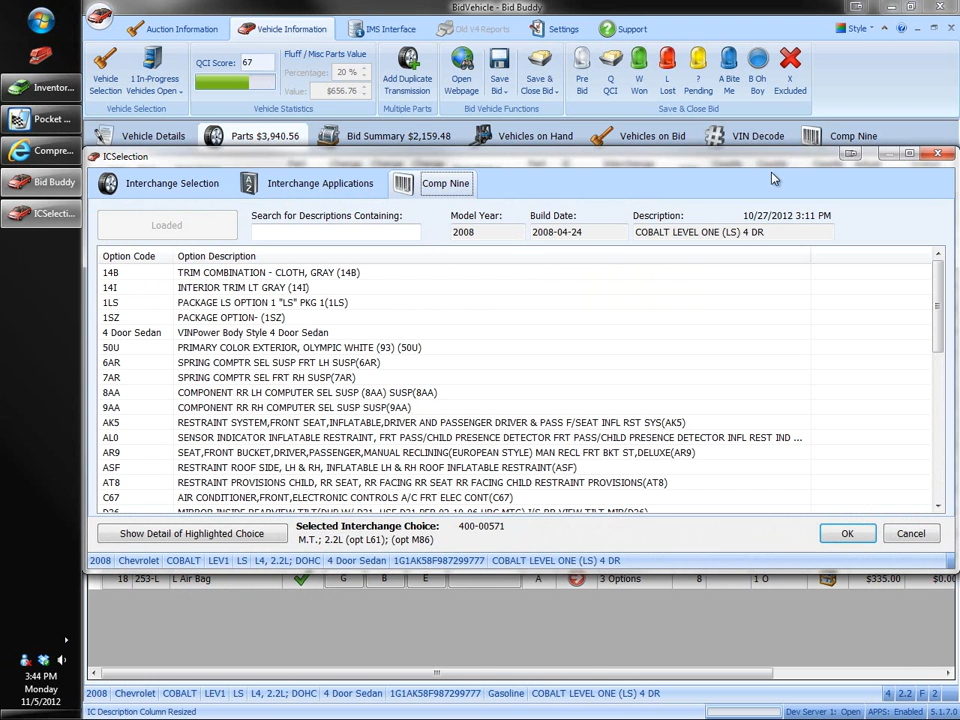 BidVehicle - Bid Buddy
Auction Information
Vehicle Information
IMS Interface
Old V4 Reports
Settings
Support
Style
Vehicle Selection
1 In-Progress Vehicles Open
Vehicle Selection
QCI Score: 67
Fluff / Misc Parts Value
Percentage: 20 %
Value: $656.76
Vehicle Statistics
Add Duplicate Transmission
Multiple Parts
Open Webpage
Save Bid
Save & Close Bid
Bid Vehicle Functions
Pre Bid
Q QCI
W Won
L Lost
? Pending
A Bite Me
B Oh Boy
X Excluded
Save & Close Bid
Vehicle Details
Parts $3,940.56
Bid Summary $2,159.48
Vehicles on Hand
Vehicles on Bid
VIN Decode
Comp Nine
Inventor...
Pocket ...
Compre...
Bid Buddy
ICSelecti...
ICSelection
Interchange Selection
Interchange Applications
Comp Nine
Loaded
Search for Descriptions Containing:
Model Year:
Build Date:
Description:
10/27/2012 3:11 PM
2008
2008-04-24
COBALT LEVEL ONE (LS) 4 DR
Option Code Option Description
14B TRIM COMBINATION - CLOTH, GRAY (14B)
14I INTERIOR TRIM LT GRAY (14I)
1LS PACKAGE LS OPTION 1 "LS" PKG 1(1LS)
1SZ PACKAGE OPTION- (1SZ)
4 Door Sedan VINPower Body Style 4 Door Sedan
50U PRIMARY COLOR EXTERIOR, OLYMPIC WHITE (93) (50U)
6AR SPRING COMPTR SEL SUSP FRT LH SUSP(6AR)
7AR SPRING COMPTR SEL FRT RH SUSP(7AR)
8AA COMPONENT RR LH COMPUTER SEL SUSP (8AA) SUSP(8AA)
9AA COMPONENT RR RH COMPUTER SEL SUSP SUSP(9AA)
AK5 RESTRAINT SYSTEM,FRONT SEAT,INFLATABLE,DRIVER AND PASSENGER DRIVER & PASS F/SEAT INFL RST SYS(AK5)
AL0 SENSOR INDICATOR INFLATABLE RESTRAINT, FRT PASS/CHILD PRESENCE DETECTOR FRT PASS/CHILD PRESENCE DETECTOR INFL REST IND ...
AR9 SEAT,FRONT BUCKET,DRIVER,PASSENGER,MANUAL RECLINING(EUROPEAN STYLE) MAN RECL FRT BKT ST,DELUXE(AR9)
ASF RESTRAINT ROOF SIDE, LH & RH, INFLATABLE LH & RH ROOF INFLATABLE RESTRAINT(ASF)
AT8 RESTRAINT PROVISIONS CHILD, RR SEAT, RR FACING RR SEAT RR FACING CHILD RESTRAINT PROVISIONS(AT8)
C67 AIR CONDITIONER,FRONT,ELECTRONIC CONTROLS A/C FRT ELEC CONT(C67)
Show Detail of Highlighted Choice
Selected Interchange Choice: 400-00571
M.T.; 2.2L (opt L61); (opt M86)
OK
Cancel
2008 Chevrolet COBALT LEV1 LS L4, 2.2L; DOHC 4 Door Sedan 1G1AK58F987299777 COBALT LEVEL ONE (LS) 4 DR
18 253-L L Air Bag G B E A 3 Options 8 1 O $335.00 $0.00
2008 Chevrolet COBALT LEV1 LS L4, 2.2L; DOHC 4 Door Sedan 1G1AK58F987299777 Gasoline COBALT LEVEL ONE (LS) 4 DR 4 2.2 F 2
IC Description Column Resized
Dev Server 1: Open APPS: Enabled 5.1.7.0
3:44 PM
Monday
11/5/2012